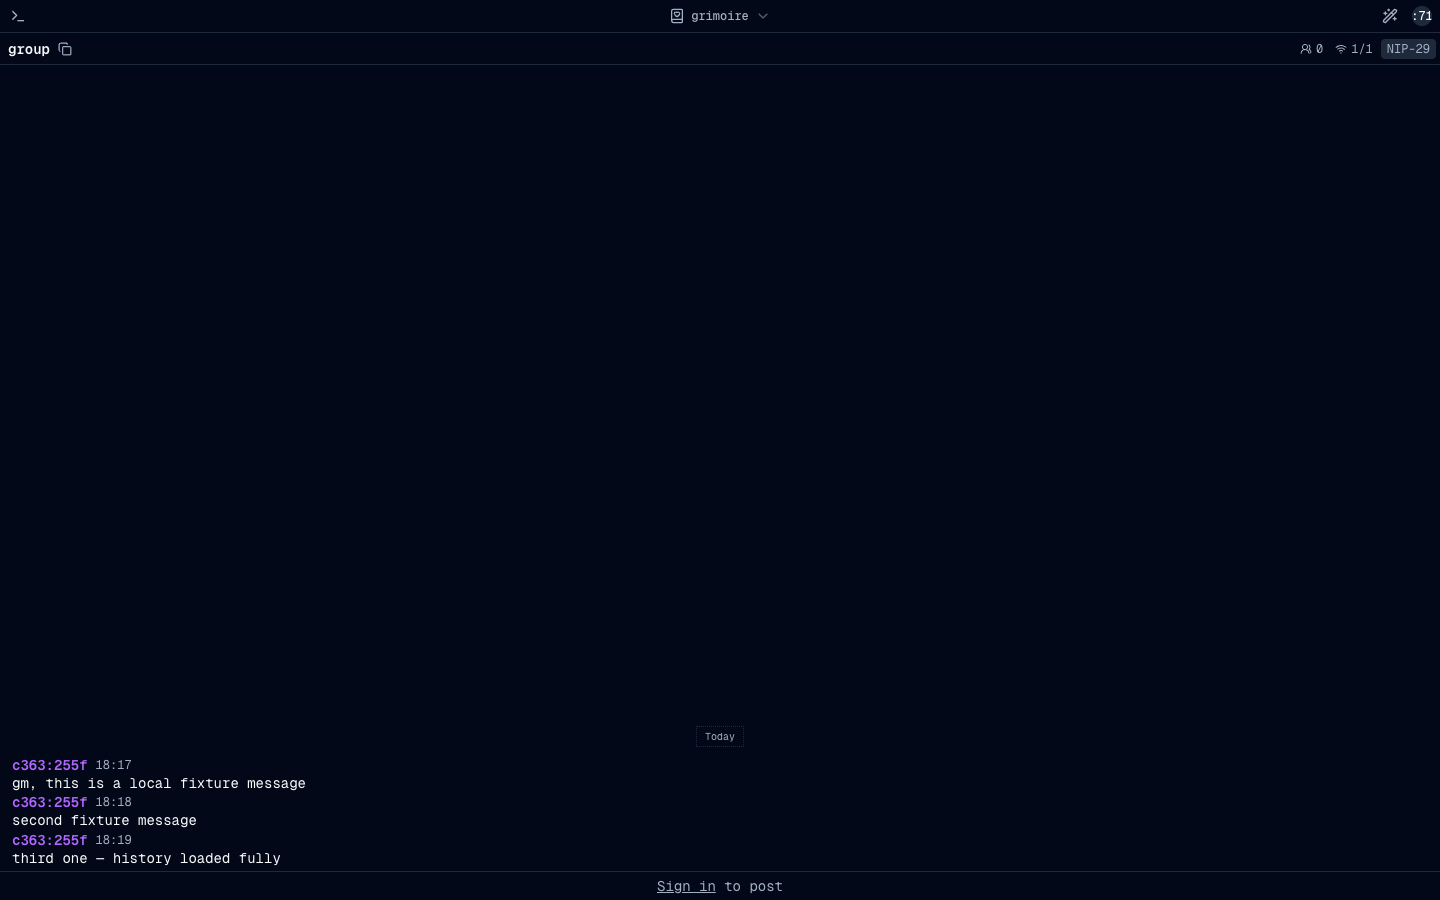 grimoire
:71
group
0
1/1
NIP-29
Today
c363:255f 18:17
gm, this is a local fixture message
c363:255f 18:18
second fixture message
c363:255f 18:19
third one — history loaded fully
Sign in to post